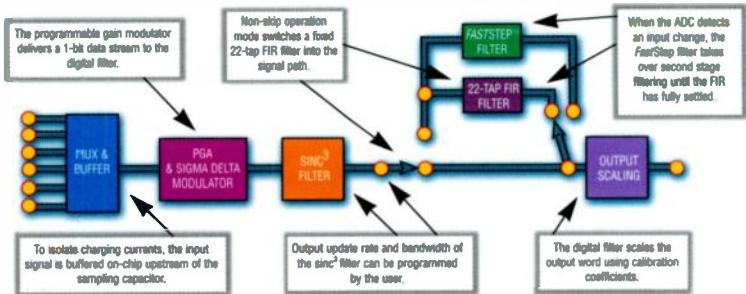 The programmable gain modulator
delivers a 1-bit data stream to the
digital filter.
Non-skip operation
mode switches a fixed
22-tap FIR filter into the
signal path.
FASTSTEP
FILTER
22-TAP FIR
FILTER
When the ADC detects
an input change, the
FastStep filter takes
over second stage
filtering until the FIR
has fully settled.
MUX &
BUFFER
PGA
& SIGMA DELTA
MODULATOR
SINC³
FILTER
OUTPUT
SCALING
To isolate charging currents, the input
signal is buffered on-chip upstream of the
sampling capacitor.
Output update rate and bandwidth of
the sinc³ filter can be programmed
by the user.
The digital filter scales the
output word using calibration
coefficients.